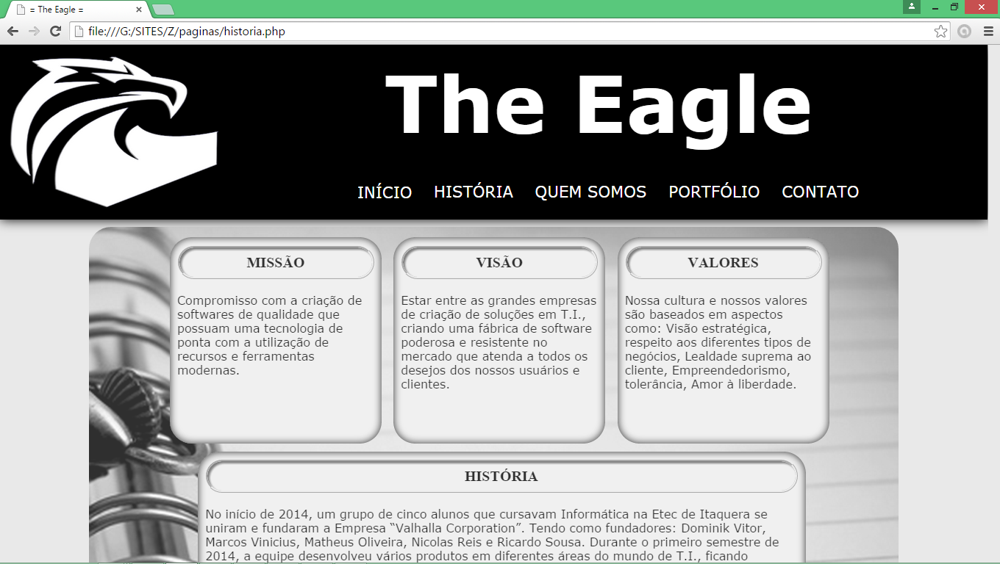 = The Eagle =
file:///G:/SITES/Z/paginas/historia.php
The Eagle
INÍCIO HISTÓRIA QUEM SOMOS PORTFÓLIO CONTATO
MISSÃO
Compromisso com a criação de
softwares de qualidade que
possuam uma tecnologia de
ponta com a utilização de
recursos e ferramentas
modernas.
VISÃO
Estar entre as grandes empresas
de criação de soluções em T.I.,
criando uma fábrica de software
poderosa e resistente no
mercado que atenda a todos os
desejos dos nossos usuários e
clientes.
VALORES
Nossa cultura e nossos valores
são baseados em aspectos
como: Visão estratégica,
respeito aos diferentes tipos de
negócios, Lealdade suprema ao
cliente, Empreendedorismo,
tolerância, Amor à liberdade.
HISTÓRIA
No início de 2014, um grupo de cinco alunos que cursavam Informática na Etec de Itaquera se
uniram e fundaram a Empresa “Valhalla Corporation”. Tendo como fundadores: Dominik Vitor,
Marcos Vinicius, Matheus Oliveira, Nicolas Reis e Ricardo Sousa. Durante o primeiro semestre de
2014, a equipe desenvolveu vários produtos em diferentes áreas do mundo de T.I., ficando